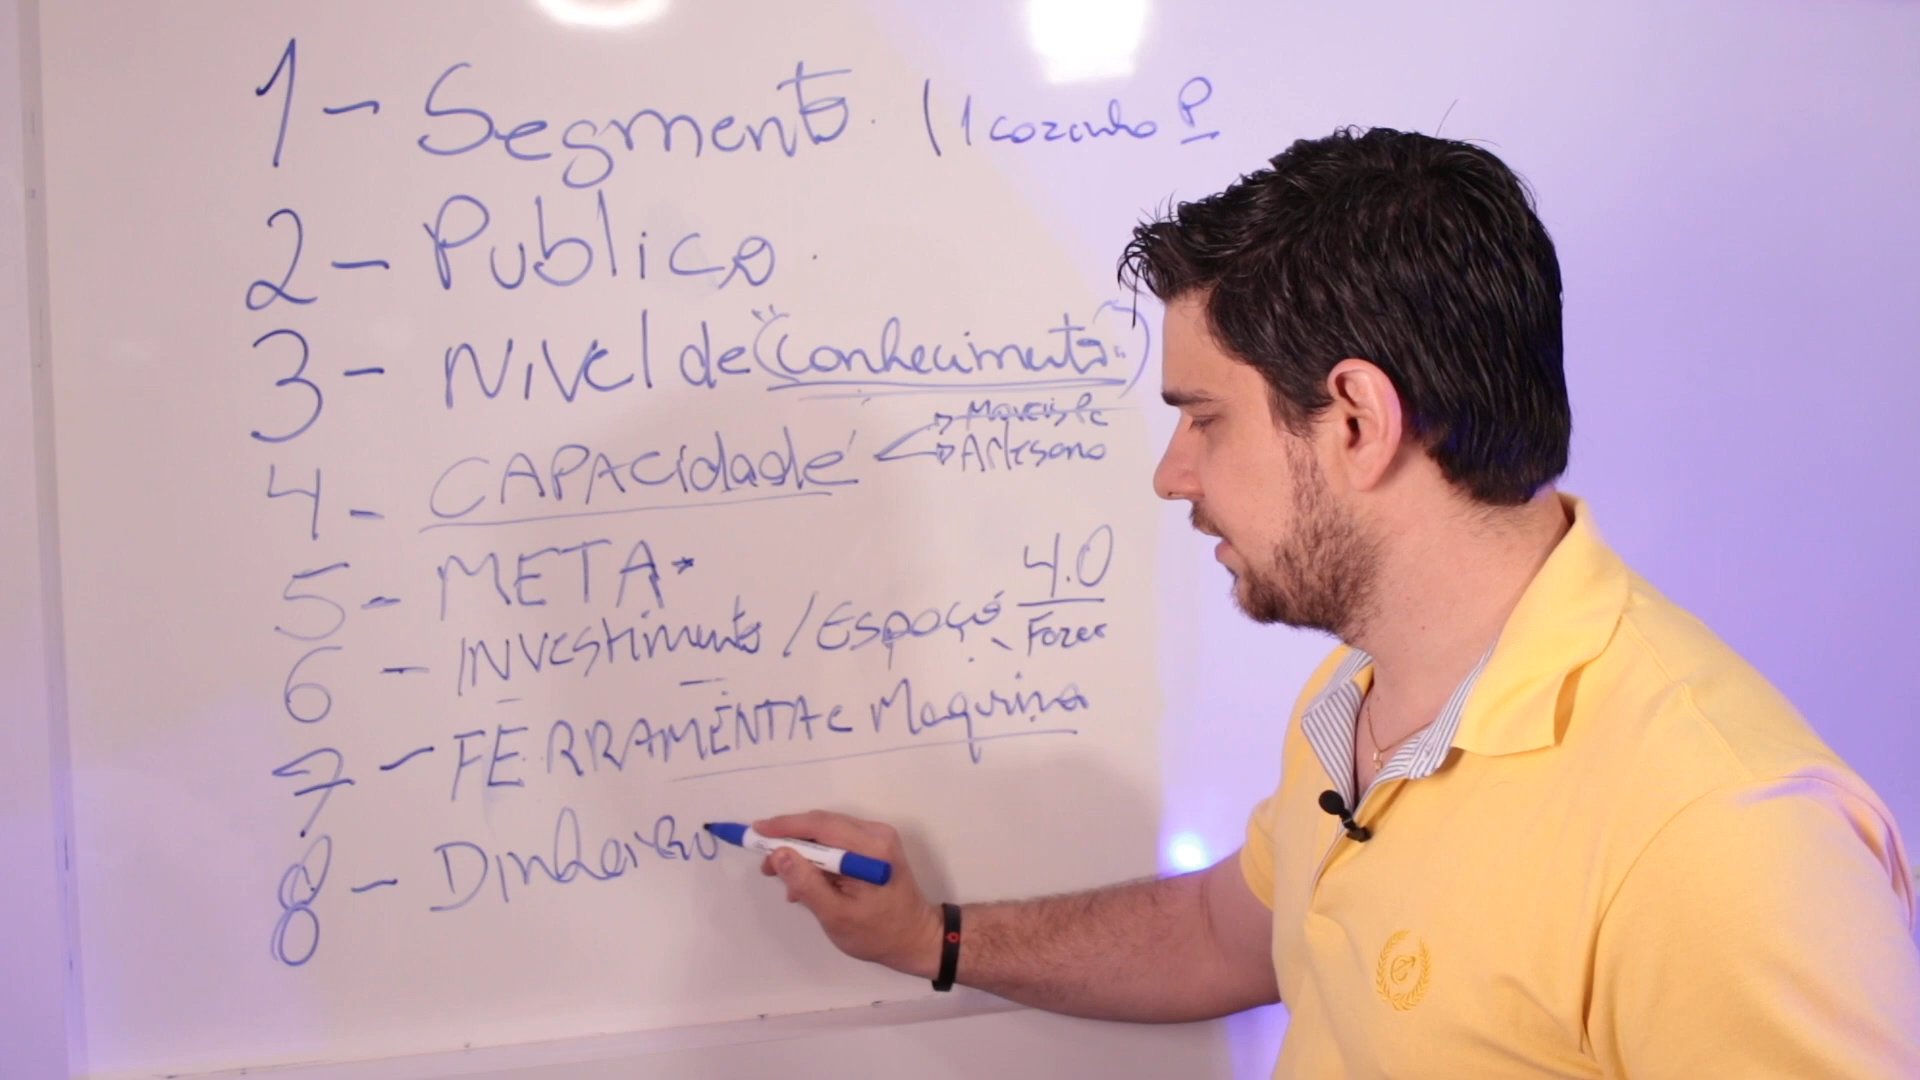 1 - Segmento. ( 1 cozinha P
2 - Publico.
3 - Nivel de ("Conhecimento")
4 - CAPACidade
Artesano
5 - META
6 - INVestimento / Espaço
4.0
Fazer
7 - FERRAMENTA e Maquina
8 - Dinheiro